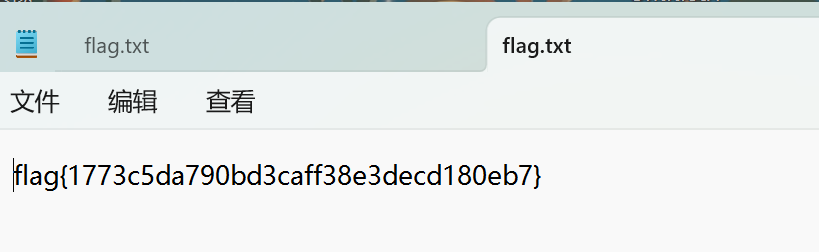 flag.txt flag.txt
文件 编辑 查看
flag{1773c5da790bd3caff38e3decd180eb7}